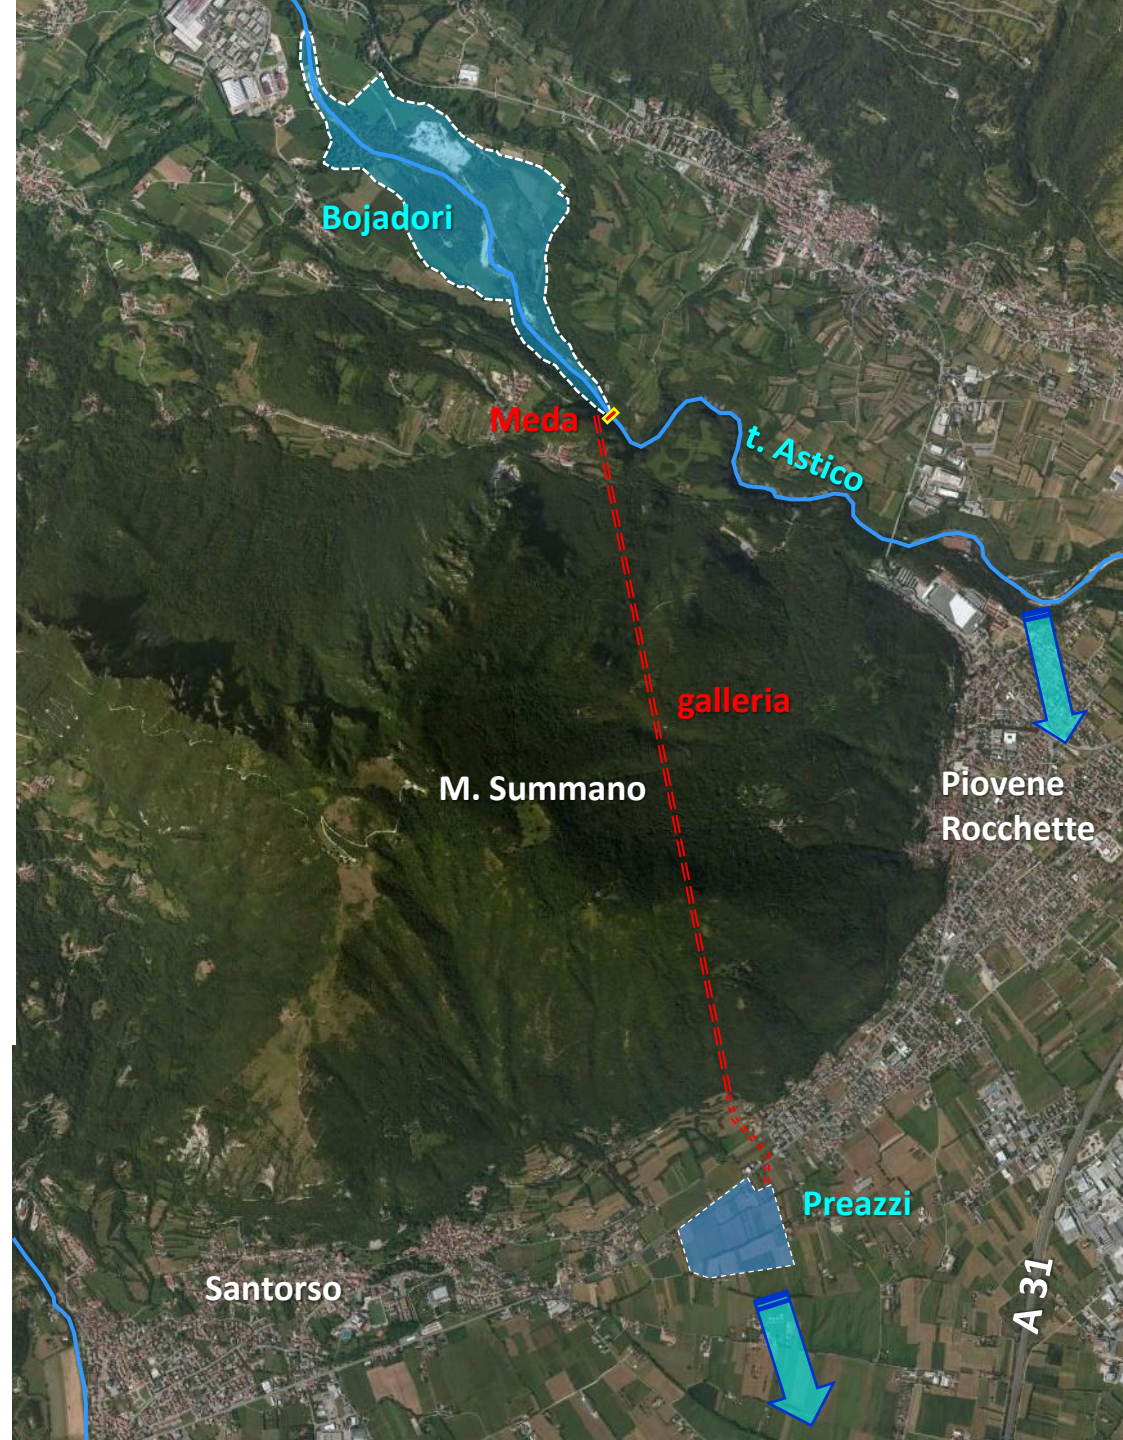 Bojadori
Meda
t. Astico
galleria
M. Summano
Piovene
Rocchette
Preazzi
Santorso
A 31